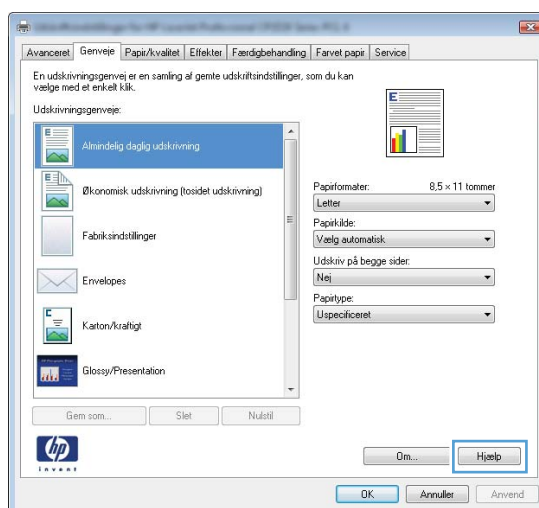 Avanceret Genveje Papir/kvalitet Effekter Færdigbehandling Farvet papir Service
En udskrivningsgenvej er en samling af gemte udskriftsindstillinger, som du kan
vælge med et enkelt klik.
Udskrivningsgenveje:
Almindelig daglig udskrivning
Økonomisk udskrivning (tosidet udskrivning)
Fabriksindstillinger
Envelopes
Karton/kraftigt
Glossy/Presentation
Papirformater: 8,5 × 11 tommer
Letter
Papirkilde:
Vælg automatisk
Udskriv på begge sider:
Nej
Papirtype:
Uspecificeret
Gem som... Slet Nulstil
hp
invent
Om... Hjælp
OK Annuller Anvend